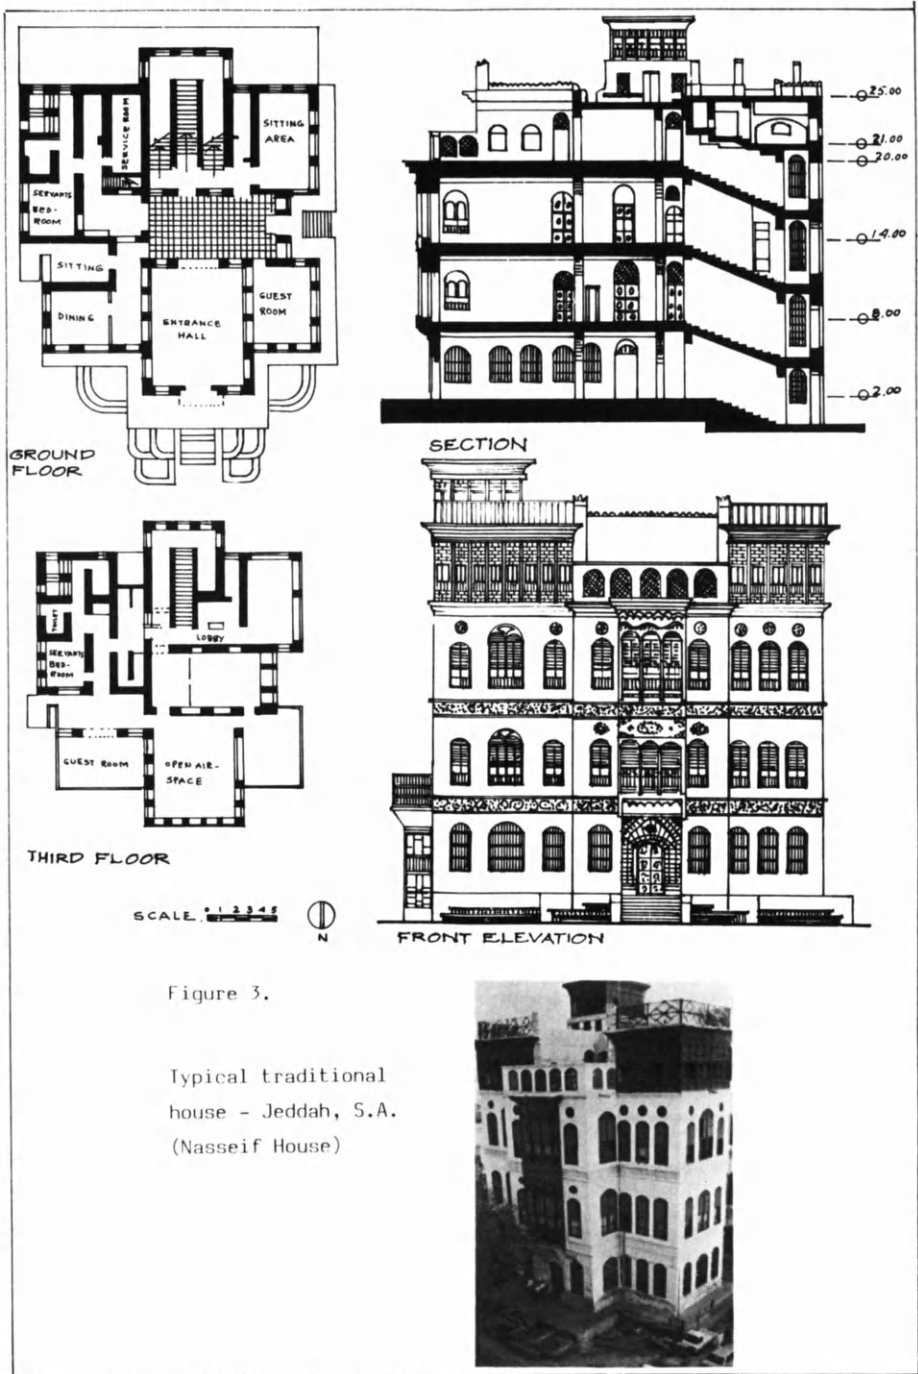 SERVICE ROOM
SITTING
AREA
SERVANTS
BED-
ROOM
SITTING
DINING
ENTRANCE
HALL
GUEST
ROOM
GROUND
FLOOR
25.00
21.00
20.00
14.00
8.00
2.00
SECTION
TOILET
SERVANTS
BED-
ROOM
LOBBY
GUEST ROOM
OPEN AIR-
SPACE
THIRD FLOOR
SCALE 0 1 2 3 4 5
N
FRONT ELEVATION
Figure 3.
Typical traditional
house - Jeddah, S.A.
(Nasseif House)